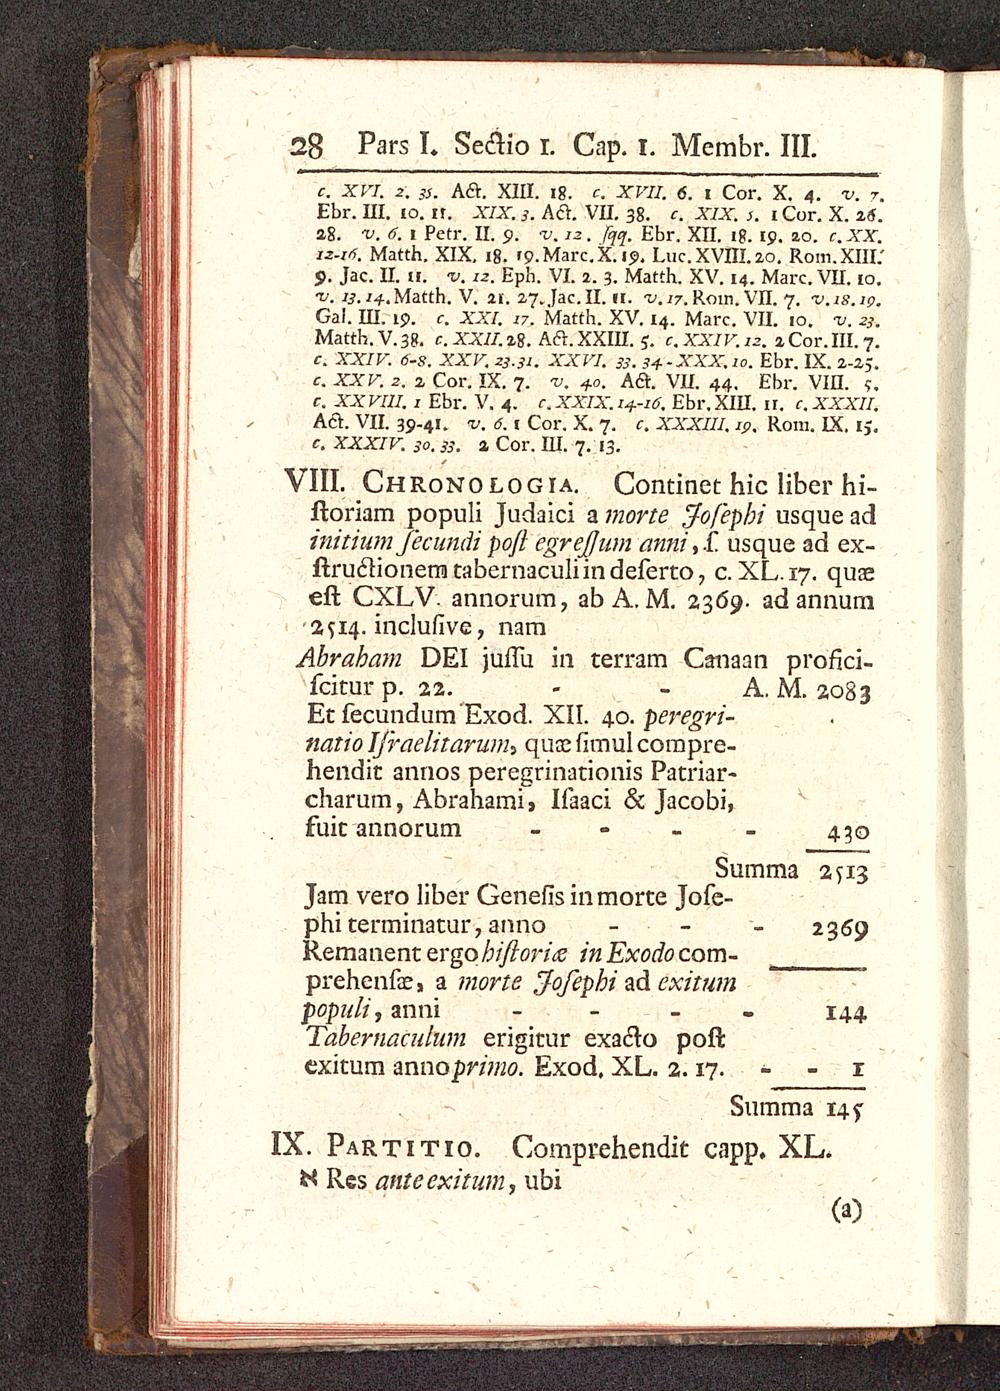 28 Pars I. Sectio 1. Cap. 1. Membr. III.
c. XVI. 2. 35. Act. XIII. 18. c. XVII. 6. 1 Cor. X. 4. v. 7.
Ebr. III. 10. 11. XIX. 3. Act. VII. 38. c. XIX. 5. 1 Cor. X. 26.
28. v. 6. 1 Petr. II. 9. v. 12. ſqq. Ebr. XII. 18. 19. 20. c. XX.
12-16. Matth. XIX. 18. 19. Marc. X. 19. Luc. XVIII. 20. Rom. XIII.
9. Jac. II. 11. v. 12. Eph. VI. 2. 3. Matth. XV. 14. Marc. VII. 10.
v. 13. 14. Matth. V. 21. 27. Jac. II. 11. v. 17. Rom. VII. 7. v. 18. 19.
Gal. III. 19. c. XXI. 17. Matth. XV. 14. Marc. VII. 10. v. 23.
Matth. V. 38. c. XXII. 28. Act. XXIII. 5. c. XXIV. 12. 2 Cor. III. 7.
c. XXIV. 6-8. XXV. 23. 31. XXVI. 33. 34-XXX. 10. Ebr. IX. 2-25.
c. XXV. 2. 2 Cor. IX. 7. v. 40. Act. VII. 44. Ebr. VIII. 5.
c. XXVIII. 1 Ebr. V. 4. c. XXIX. 14-16. Ebr. XIII. 11. c. XXXII.
Act. VII. 39-41. v. 6. 1 Cor. X. 7. c. XXXIII. 19. Rom. IX. 15.
c. XXXIV. 30. 33. 2 Cor. III. 7. 13.
VIII. CHRONOLOGIA. Continet hic liber hi-
ſtoriam populi Judaici a morte Joſephi usque ad
initium ſecundi poſt egreſſum anni, ſ. usque ad ex-
ſtructionem tabernaculi in deſerto, c. XL. 17. quæ
eſt CXLV. annorum, ab A. M. 2369. ad annum
2514. incluſive, nam
Abraham DEI juſſu in terram Canaan profici-
ſcitur p. 22. - - A. M. 2083
Et ſecundum Exod. XII. 40. peregri-
natio Iſraelitarum, quæ ſimul compre-
hendit annos peregrinationis Patriar-
charum, Abrahami, Iſaaci & Jacobi,
fuit annorum - - - - 430
Summa 2513
Jam vero liber Geneſis in morte Joſe-
phi terminatur, anno - - - 2369
Remanent ergo hiſtoriæ in Exodo com-
prehenſæ, a morte Joſephi ad exitum
populi, anni - - - - 144
Tabernaculum erigitur exacto poſt
exitum anno primo. Exod. XL. 2. 17. - - 1
Summa 145
IX. PARTITIO. Comprehendit capp. XL.
א Res ante exitum, ubi
(a)